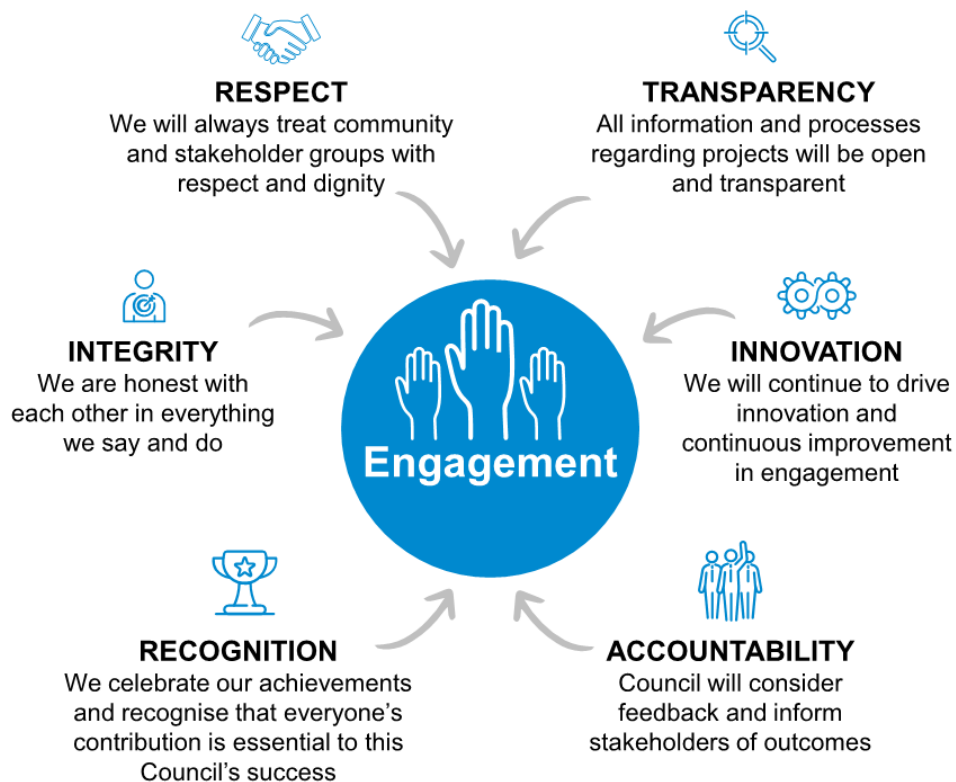 RESPECT
We will always treat community
and stakeholder groups with
respect and dignity
TRANSPARENCY
All information and processes
regarding projects will be open
and transparent
INTEGRITY
We are honest with
each other in everything
we say and do
Engagement
INNOVATION
We will continue to drive
innovation and
continuous improvement
in engagement
RECOGNITION
We celebrate our achievements
and recognise that everyone’s
contribution is essential to this
Council’s success
ACCOUNTABILITY
Council will consider
feedback and inform
stakeholders of outcomes